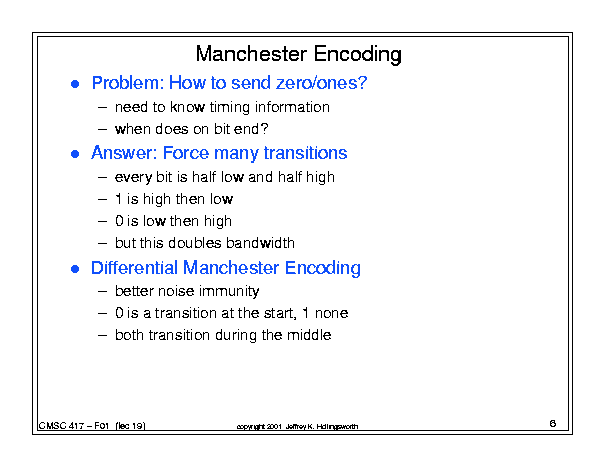 Manchester Encoding
● Problem: How to send zero/ones?
– need to know timing information
– when does on bit end?
● Answer: Force many transitions
– every bit is half low and half high
– 1 is high then low
– 0 is low then high
– but this doubles bandwidth
● Differential Manchester Encoding
– better noise immunity
– 0 is a transition at the start, 1 none
– both transition during the middle
CMSC 417 – F01 (lec 19) copyright 2001 Jeffrey K. Hollingsworth 6